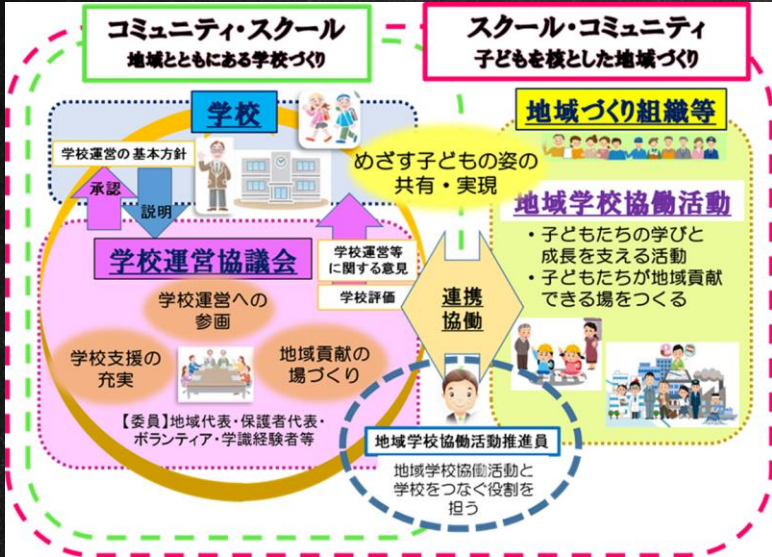 コミュニティ・スクール
地域とともにある学校づくり
スクール・コミュニティ
子どもを核とした地域づくり
学校
学校運営の基本方針
承認
説明
めざす子どもの姿の
共有・実現
学校運営協議会
学校運営等
に関する意見
学校評価
学校運営への
参画
学校支援の
充実
地域貢献の
場づくり
【委員】地域代表・保護者代表・
ボランティア・学識経験者等
連携
協働
地域づくり組織等
地域学校協働活動
・子どもたちの学びと
成長を支える活動
・子どもたちが地域貢献
できる場をつくる
地域学校協働活動推進員
地域学校協働活動と
学校をつなぐ役割を
担う